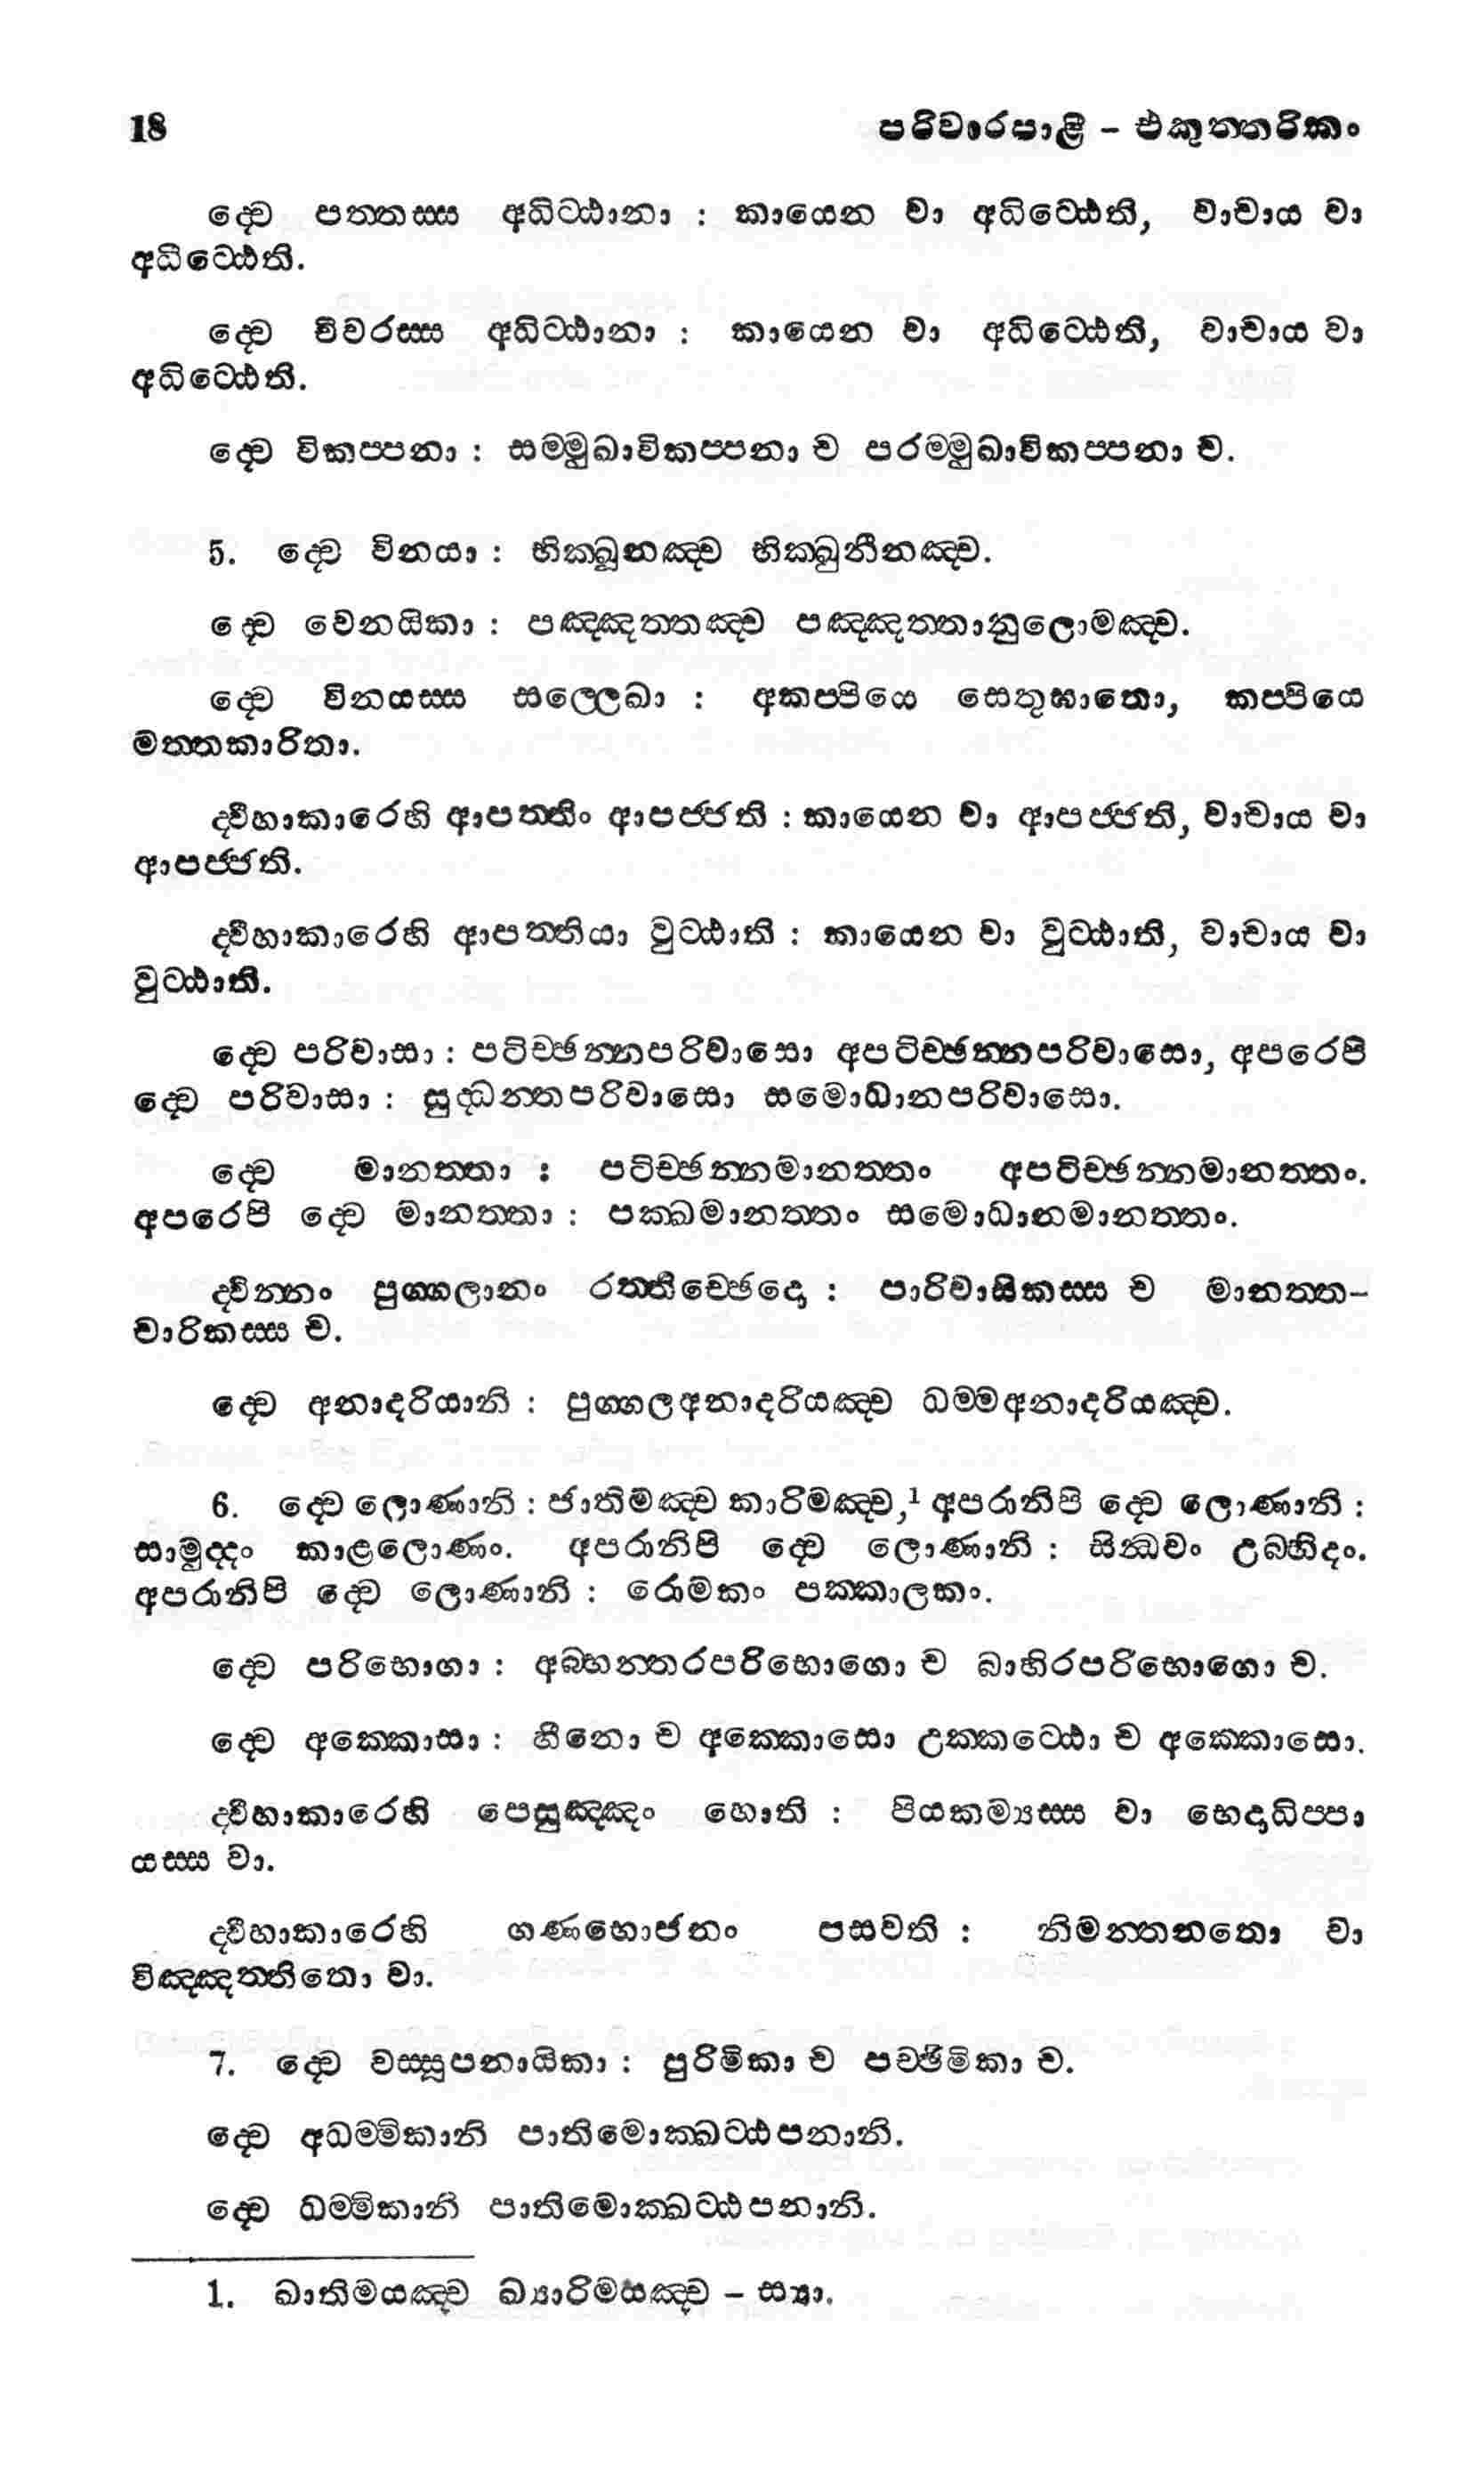 18 පරිවාරපාළි – එකුත්තරිකං
ද්වෙ පත්තස්ස අධිට්ඨානා : කායෙන වා අධිට්ඨෙති, වාචාය වා
අධිට්ඨෙති.
ද්වෙ චීවරස්ස අධිට්ඨානා : කායෙන වා අධිට්ඨෙති, වාචාය වා
අධිට්ඨෙති.
ද්වෙ විකප්පනා : සම්මුඛාවිකප්පනා ච පරම්මුඛාවිකප්පනා ච.
5. ද්වෙ විනයා : භික්ඛූනඤ්ච භික්ඛුනීනඤ්ච.
ද්වෙ වෙනයිකා : පඤ්ඤත්තඤ්ච පඤ්ඤත්තානුලොමඤ්ච.
ද්වෙ විනයස්ස සල්ලෙඛා : අකප්පියෙ සෙතුඝාතො, කප්පියෙ
මත්තකාරිතා.
ද්වීහාකාරෙහි ආපත්තිං ආපජ්ජති : කායෙන වා ආපජ්ජති, වාචාය වා
ආපජ්ජති.
ද්වීහාකාරෙහි ආපත්තියා වුට්ඨාති : කායෙන වා වුට්ඨාති, වාචාය වා
වුට්ඨාති.
ද්වෙ පරිවාසා : පටිච්ඡන්නපරිවාසො අපටිච්ඡන්නපරිවාසො, අපරෙපි
ද්වෙ පරිවාසා : සුද්ධන්තපරිවාසො සමොධානපරිවාසො.
ද්වෙ මානත්තා : පටිච්ඡන්නමානත්තං අපටිච්ඡන්නමානත්තං.
අපරෙපි ද්වෙ මානත්තා : පක්ඛමානත්තං සමොධානමානත්තං.
ද්වින්නං පුග්ගලානං රත්තිච්ඡෙදො : පාරිවාසිකස්ස ච මානත්ත-
චාරිකස්ස ච.
ද්වෙ අනාදරියානි : පුග්ගලඅනාදරියඤ්ච ධම්මඅනාදරියඤ්ච.
6. ද්වෙ ලොණානි : ජාතිමඤ්ච කාරිමඤ්ච,¹ අපරානිපි ද්වෙ ලොණානි :
සාමුද්දං කාළලොණං. අපරානිපි ද්වෙ ලොණානි : සින්ධවං උබ්භිදං.
අපරානිපි ද්වෙ ලොණානි : රොමකං පක්කාලකං.
ද්වෙ පරිභොගා : අබ්භන්තරපරිභොගො ච බාහිරපරිභොගො ච.
ද්වෙ අක්කොසා : හීනො ච අක්කොසො උක්කට්ඨො ච අක්කොසො.
ද්වීහාකාරෙහි පෙසුඤ්ඤං හොති : පියකම්‍යස්ස වා භෙදාධිප්පා
යස්ස වා.
ද්වීහාකාරෙහි ගණභොජනං පසවති : නිමන්තනතො වා
විඤ්ඤත්තිතො වා.
7. ද්වෙ වස්සූපනායිකා : පුරිමිකා ච පච්ඡිමිකා ච.
ද්වෙ අධම්මිකානි පාතිමොක්ඛට්ඨපනානි.
ද්වෙ ධම්මිකානි පාතිමොක්ඛට්ඨපනානි.
1. ඛාතිමයඤ්ච ඛ්‍යාරිමයඤ්ච – ස්‍යා.